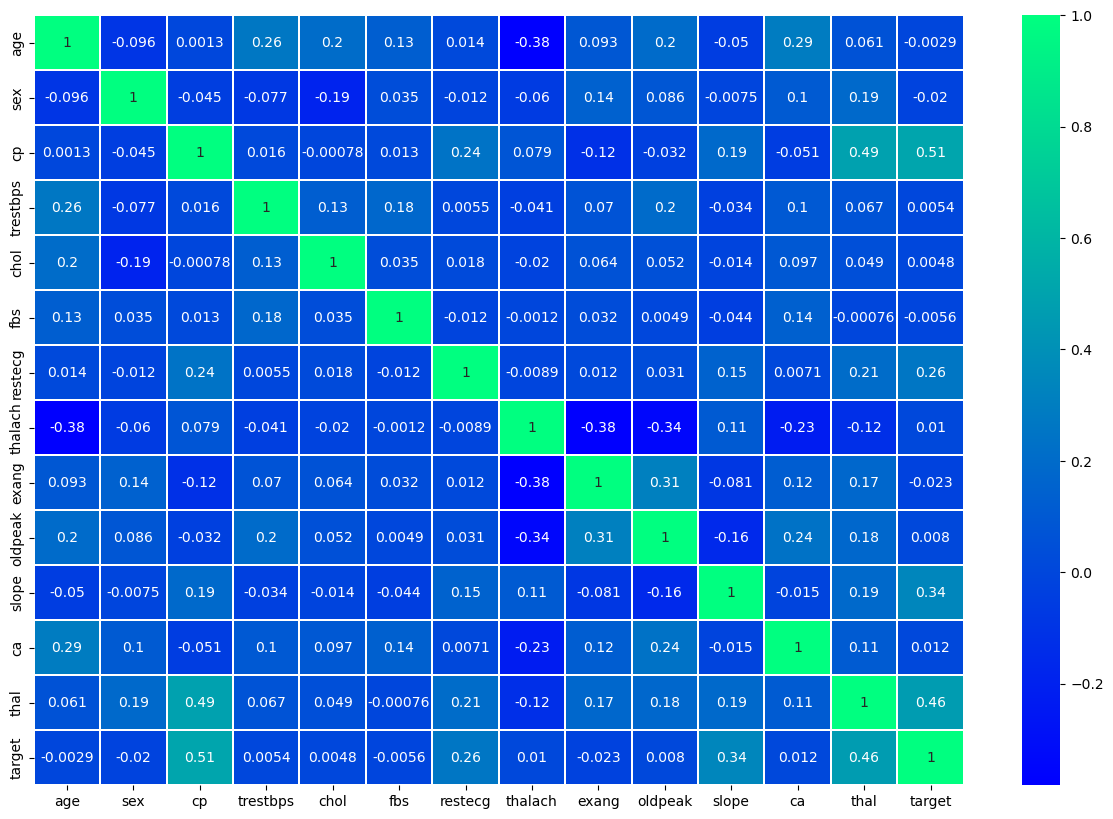 age 1 -0.096 0.0013 0.26 0.2 0.13 0.014 -0.38 0.093 0.2 -0.05 0.29 0.061 -0.0029
sex -0.096 1 -0.045 -0.077 -0.19 0.035 -0.012 -0.06 0.14 0.086 -0.0075 0.1 0.19 -0.02
cp 0.0013 -0.045 1 0.016 -0.00078 0.013 0.24 0.079 -0.12 -0.032 0.19 -0.051 0.49 0.51
trestbps 0.26 -0.077 0.016 1 0.13 0.18 0.0055 -0.041 0.07 0.2 -0.034 0.1 0.067 0.0054
chol 0.2 -0.19 -0.00078 0.13 1 0.035 0.018 -0.02 0.064 0.052 -0.014 0.097 0.049 0.0048
fbs 0.13 0.035 0.013 0.18 0.035 1 -0.012 -0.0012 0.032 0.0049 -0.044 0.14 -0.00076 -0.0056
restecg 0.014 -0.012 0.24 0.0055 0.018 -0.012 1 -0.0089 0.012 0.031 0.15 0.0071 0.21 0.26
thalach -0.38 -0.06 0.079 -0.041 -0.02 -0.0012 -0.0089 1 -0.38 -0.34 0.11 -0.23 -0.12 0.01
exang 0.093 0.14 -0.12 0.07 0.064 0.032 0.012 -0.38 1 0.31 -0.081 0.12 0.17 -0.023
oldpeak 0.2 0.086 -0.032 0.2 0.052 0.0049 0.031 -0.34 0.31 1 -0.16 0.24 0.18 0.008
slope -0.05 -0.0075 0.19 -0.034 -0.014 -0.044 0.15 0.11 -0.081 -0.16 1 -0.015 0.19 0.34
ca 0.29 0.1 -0.051 0.1 0.097 0.14 0.0071 -0.23 0.12 0.24 -0.015 1 0.11 0.012
thal 0.061 0.19 0.49 0.067 0.049 -0.00076 0.21 -0.12 0.17 0.18 0.19 0.11 1 0.46
target -0.0029 -0.02 0.51 0.0054 0.0048 -0.0056 0.26 0.01 -0.023 0.008 0.34 0.012 0.46 1
age sex cp trestbps chol fbs restecg thalach exang oldpeak slope ca thal target
1.0
0.8
0.6
0.4
0.2
0.0
−0.2